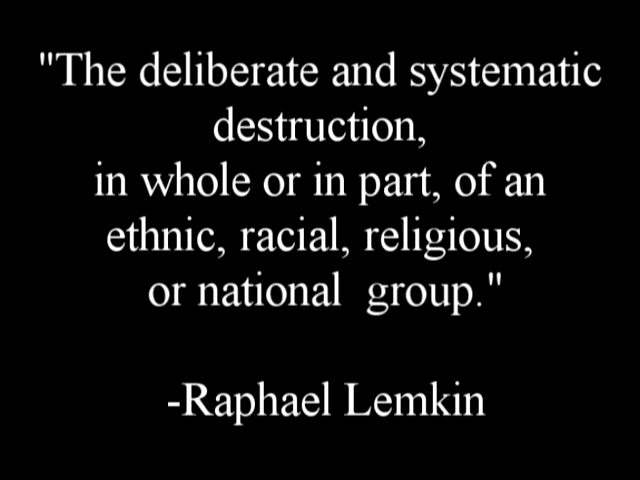 "The deliberate and systematic
destruction,
in whole or in part, of an
ethnic, racial, religious,
or national  group."
-Raphael Lemkin